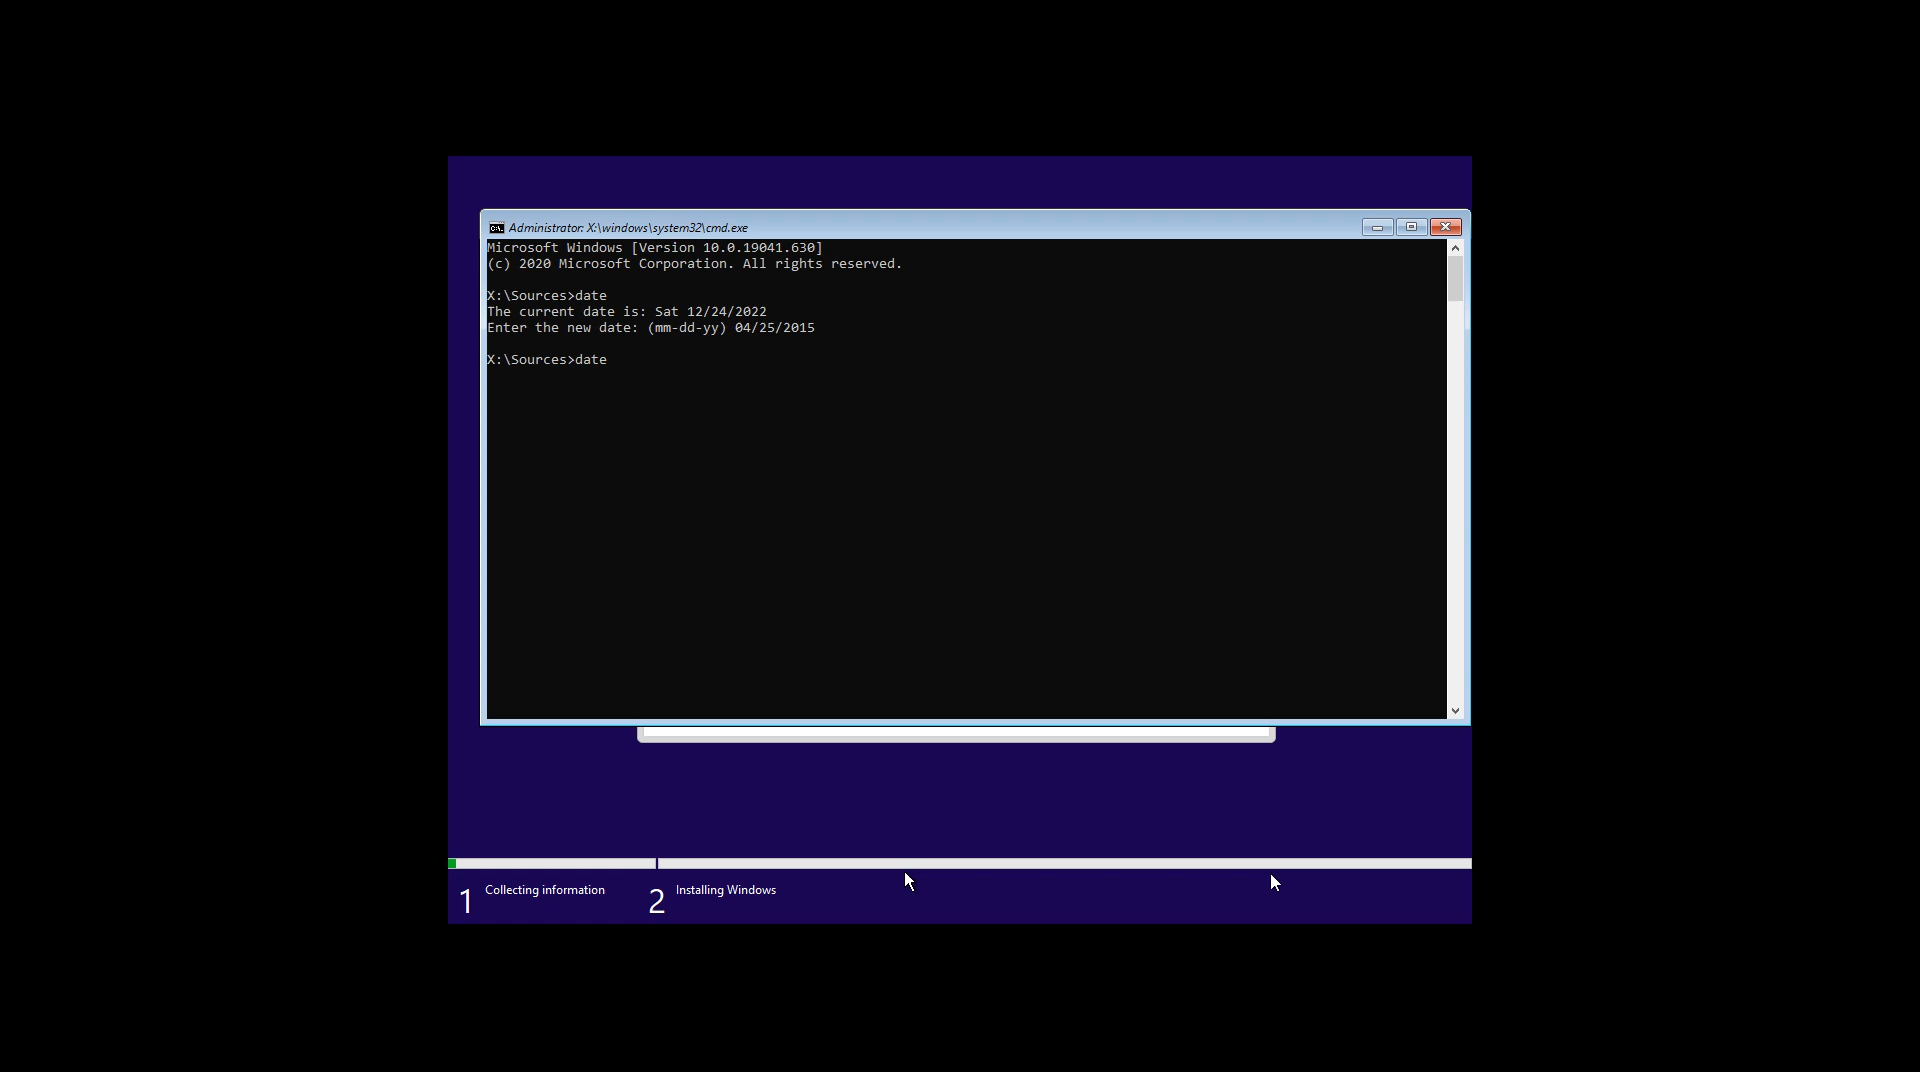 Administrator: X:\windows\system32\cmd.exe
Microsoft Windows [Version 10.0.19041.630]
(c) 2020 Microsoft Corporation. All rights reserved.
X:\Sources>date
The current date is: Sat 12/24/2022
Enter the new date: (mm-dd-yy) 04/25/2015
X:\Sources>date
1 Collecting information
2 Installing Windows